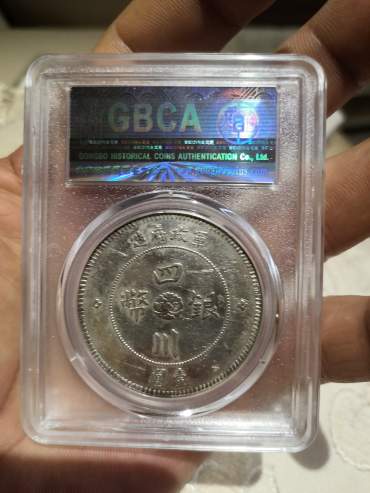 GBCA
GONGBO HISTORICAL COINS AUTHENTICATION Co., Ltd.
軍政府造
四川
銀幣
壹圓